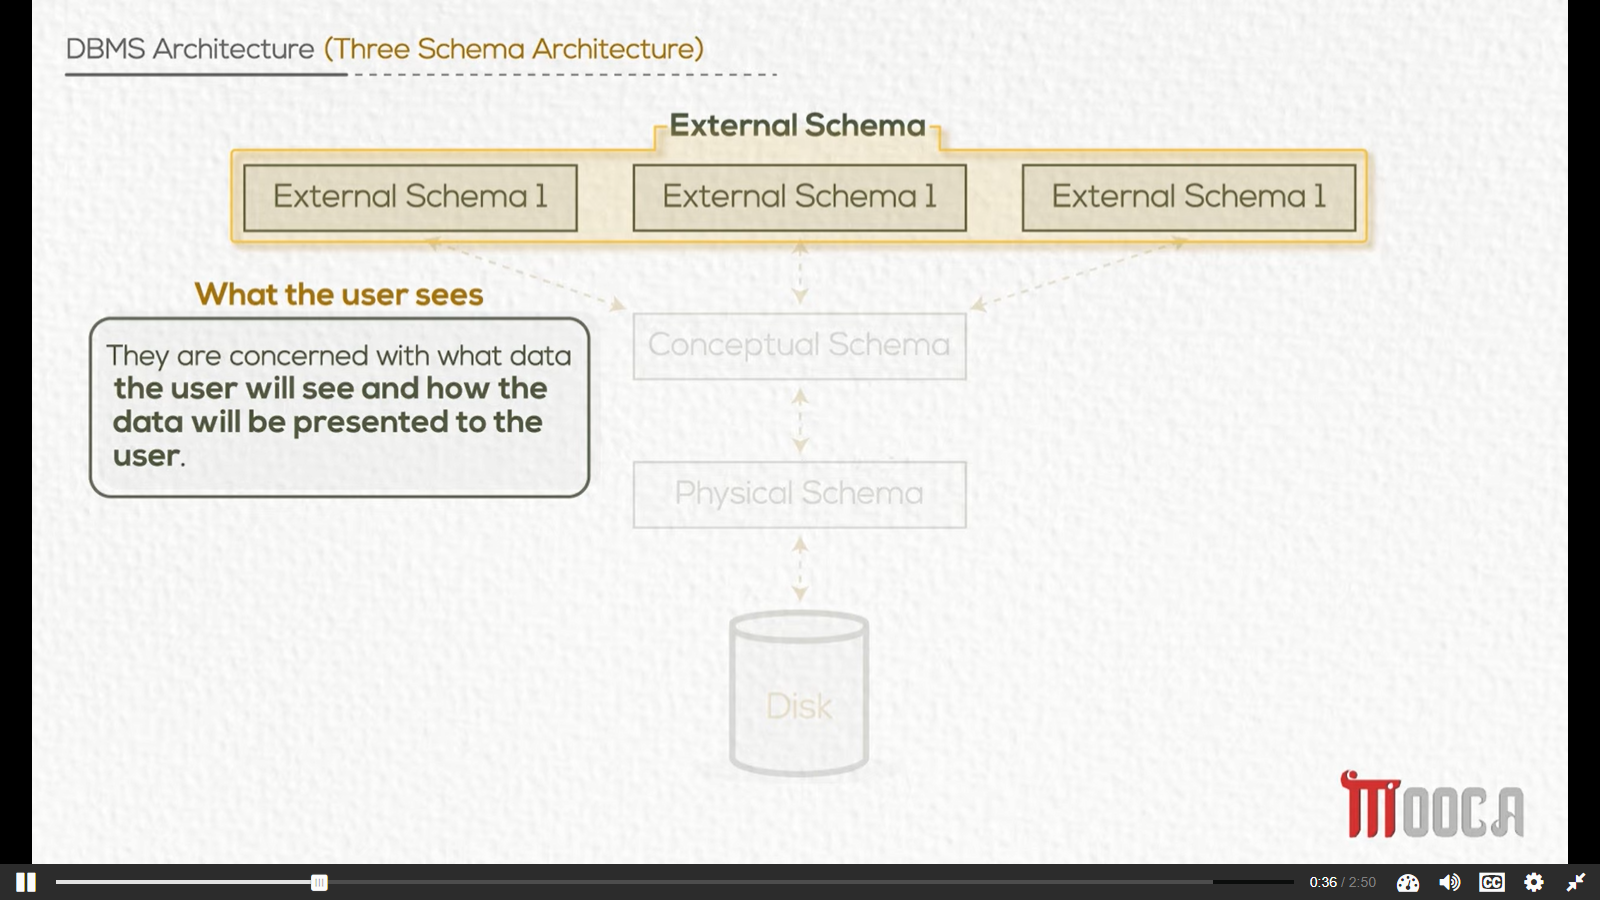 DBMS Architecture (Three Schema Architecture)
External Schema
External Schema 1 External Schema 1 External Schema 1
What the user sees
They are concerned with what data
the user will see and how the
data will be presented to the
user.
Conceptual Schema
Physical Schema
Disk
MOOCA
0:36 / 2:50
CC